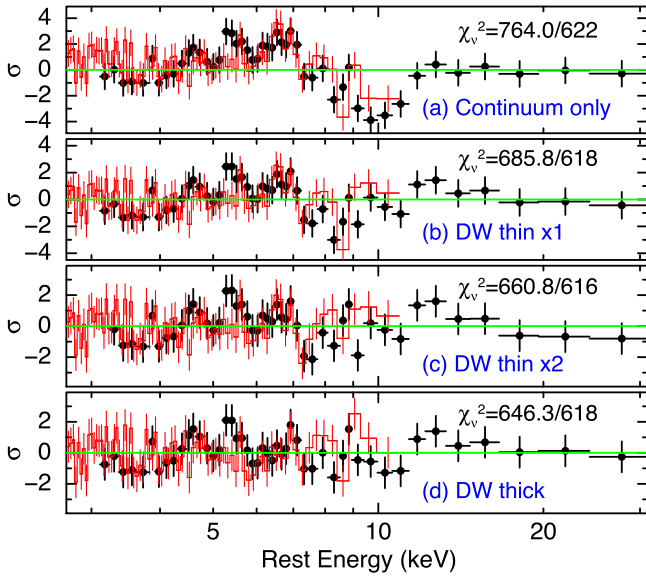 4
2
0
−2
−4
σ
χν²=764.0/622
(a) Continuum only
4
2
0
−2
−4
σ
χν²=685.8/618
(b) DW thin x1
2
0
−2
σ
χν²=660.8/616
(c) DW thin x2
2
0
−2
σ
χν²=646.3/618
(d) DW thick
5
10
20
Rest Energy (keV)